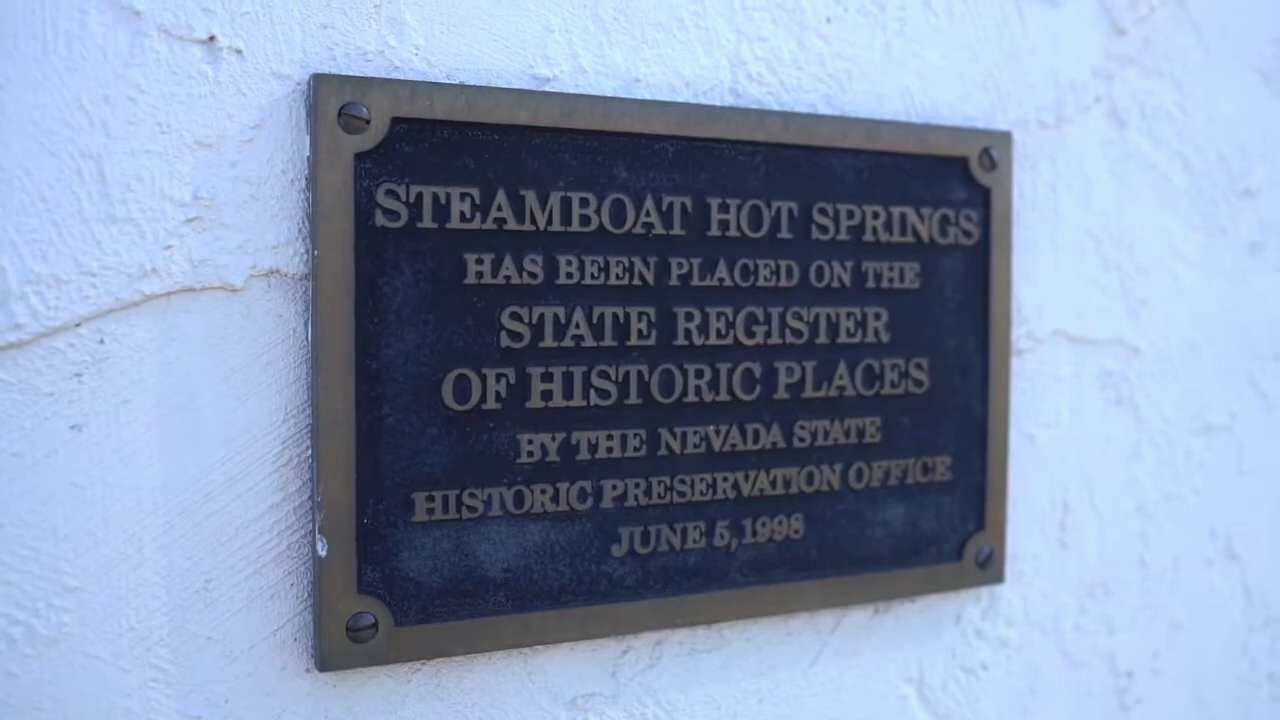 STEAMBOAT HOT SPRINGS
HAS BEEN PLACED ON THE
STATE REGISTER
OF HISTORIC PLACES
BY THE NEVADA STATE
HISTORIC PRESERVATION OFFICE
JUNE 5, 1998